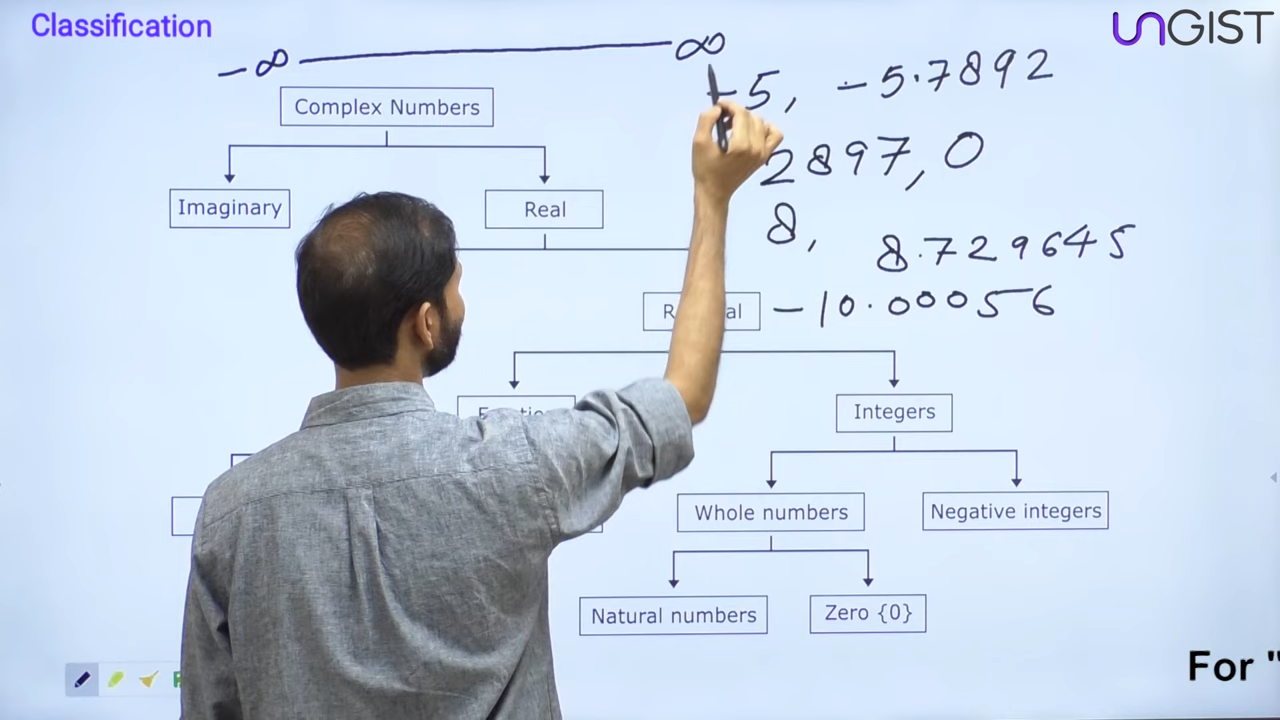 Classification
UNGIST
-∞ ∞
-5, -5.7892
Complex Numbers
2897, 0
Imaginary
Real
8, 8.729645
-10.00056
Integers
Whole numbers
Negative integers
Natural numbers
Zero {0}
For "